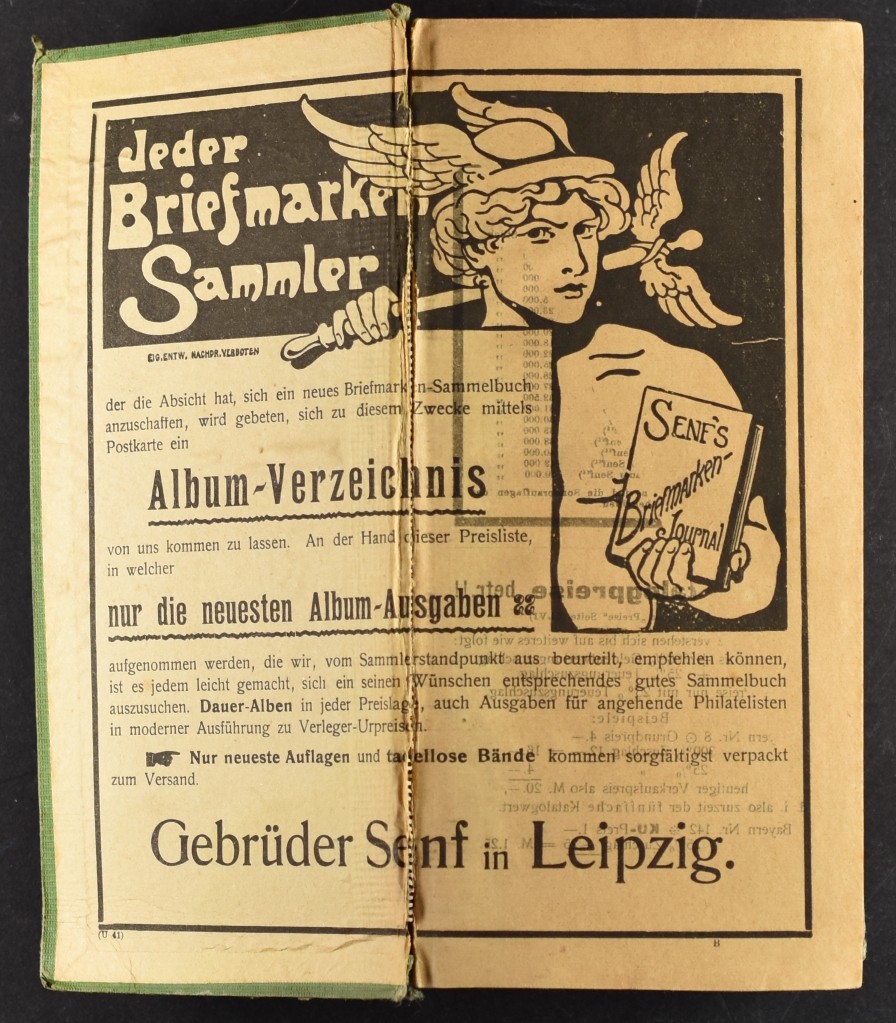 Jeder
Briefmarken
Sammler
EIG. ENTW. NACHDR. VERBOTEN
SENF'S
Briefmarken-
Journal
der die Absicht hat, sich ein neues Briefmarken-Sammelbuch
anzuschaffen, wird gebeten, sich zu diesem Zwecke mittels
Postkarte ein
Album-Verzeichnis
von uns kommen zu lassen. An der Hand dieser Preisliste,
in welcher
nur die neuesten Album-Ausgaben
aufgenommen werden, die wir, vom Sammlerstandpunkt aus beurteilt, empfehlen können,
ist es jedem leicht gemacht, sich ein seinen Wünschen entsprechendes gutes Sammelbuch
auszusuchen. Dauer-Alben in jeder Preislage, auch Ausgaben für angehende Philatelisten
in moderner Ausführung zu Verleger-Urpreisen.
Nur neueste Auflagen und tadellose Bände kommen sorgfältigst verpackt
zum Versand.
Gebrüder Senf in Leipzig.
(U 41)
B